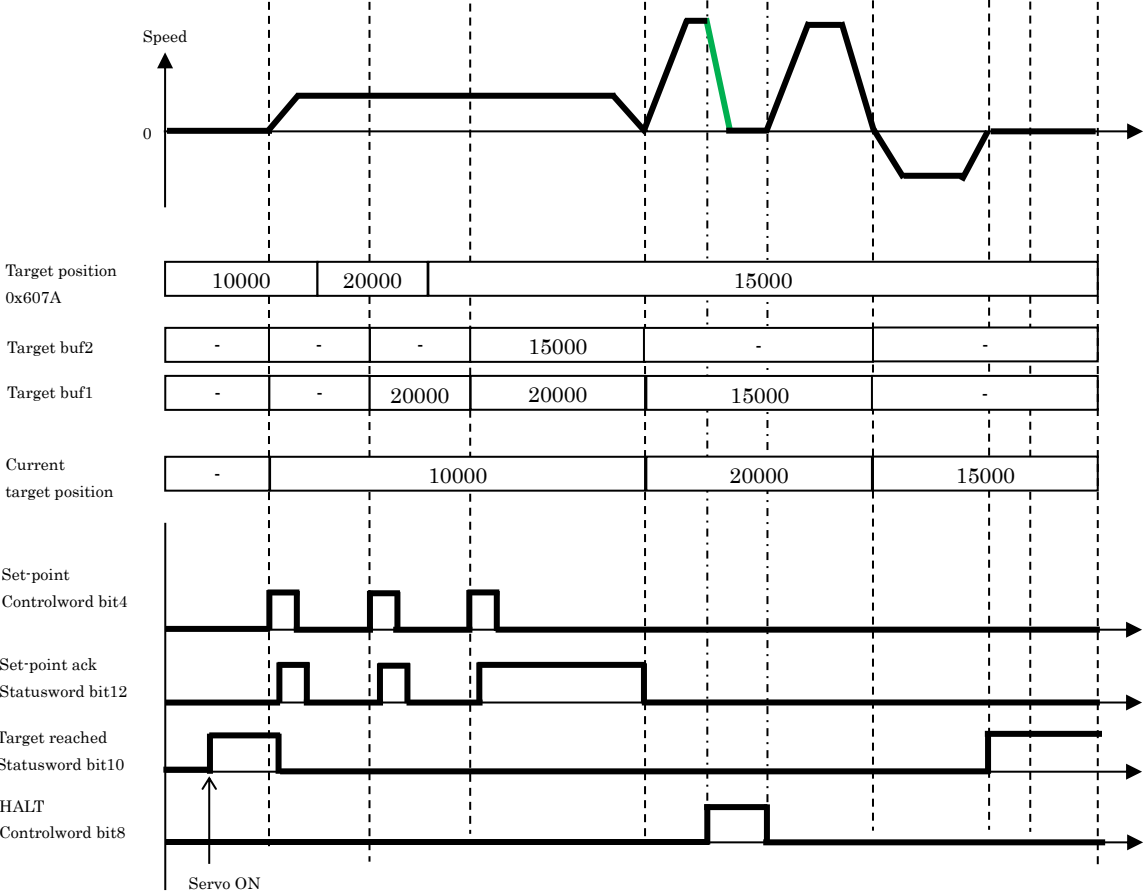 Speed
0
Target position
0x607A
10000
20000
15000
Target buf2
-
-
-
15000
-
-
Target buf1
-
-
20000
20000
15000
-
Current
target position
-
10000
20000
15000
Set-point
Controlword bit4
Set-point ack
Statusword bit12
Target reached
Statusword bit10
HALT
Controlword bit8
Servo ON